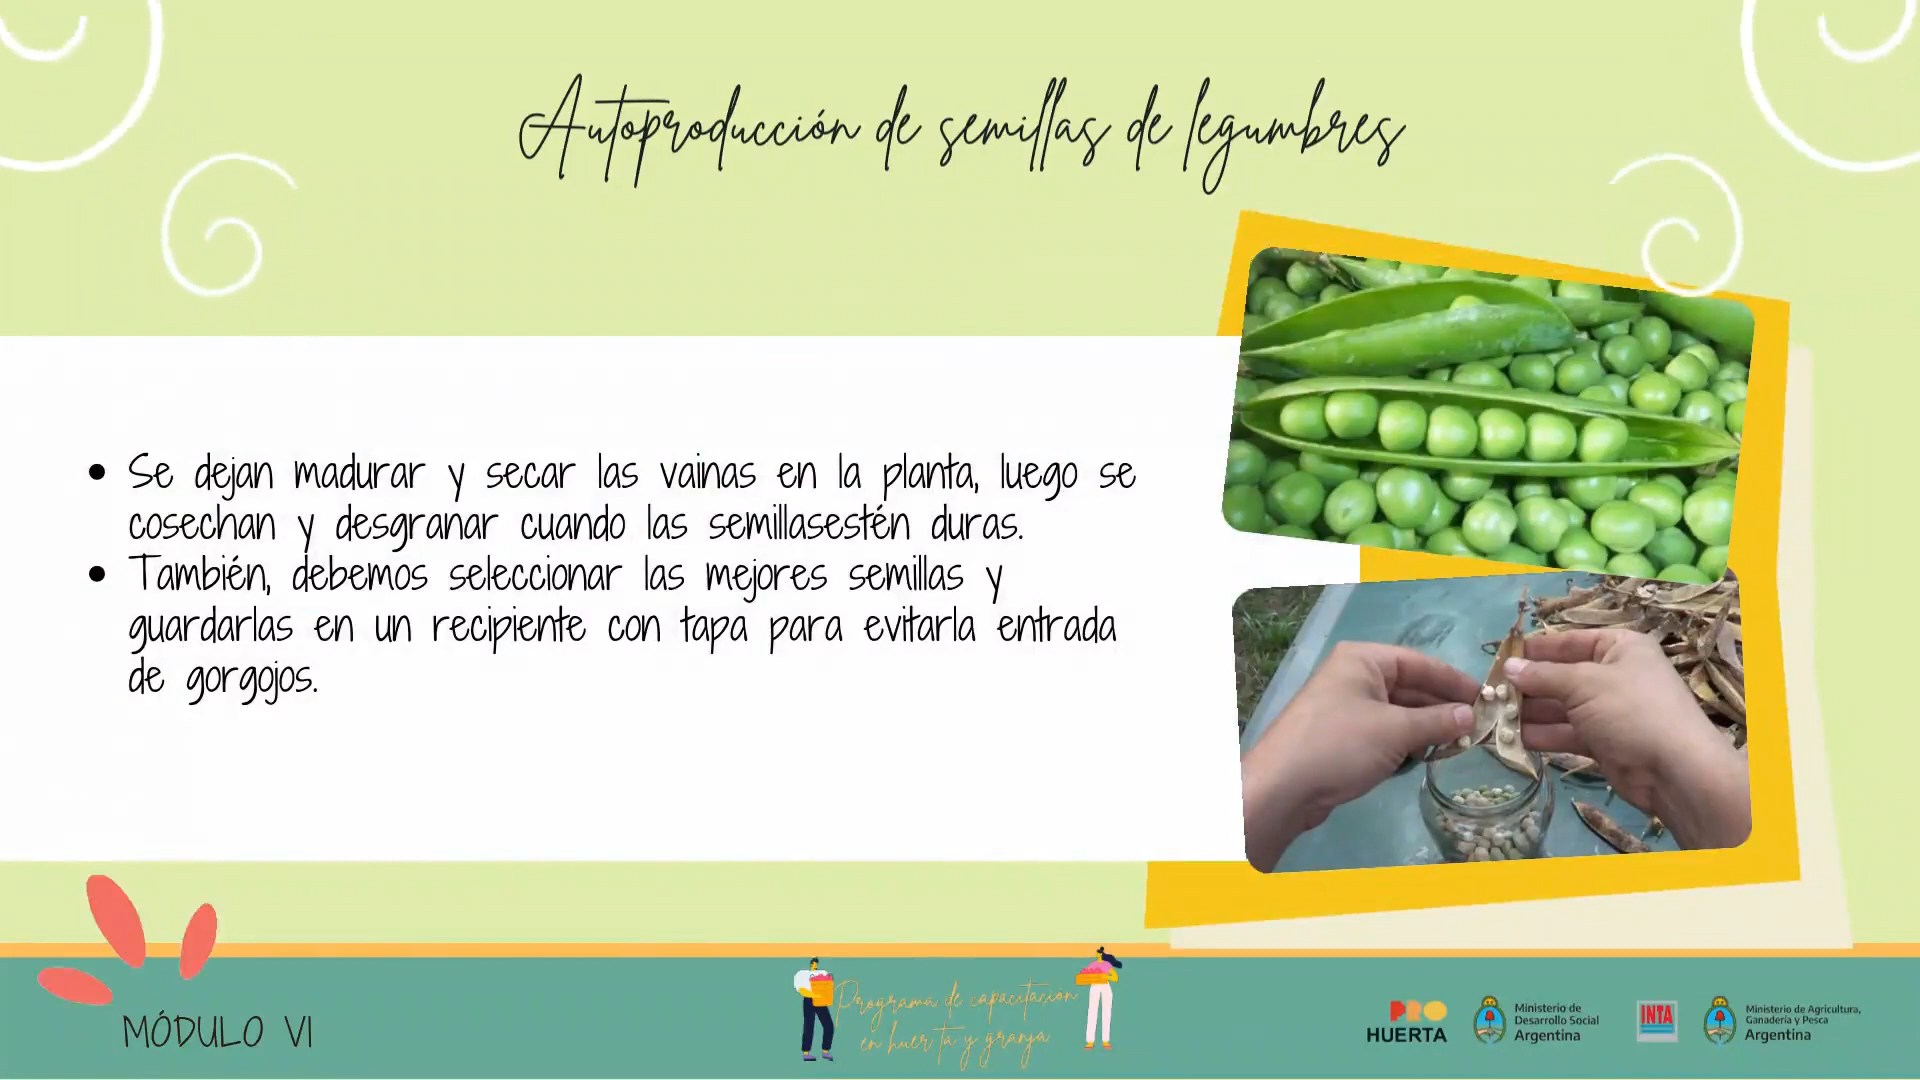 Autoproducción de semillas de legumbres
• Se dejan madurar y secar las vainas en la planta, luego se
cosechan y desgranar cuando las semillasestén duras.
• También, debemos seleccionar las mejores semillas y
guardarlas en un recipiente con tapa para evitarla entrada
de gorgojos.
MÓDULO VI
Programa de capacitación
en huerta y granja
PRO
HUERTA
Ministerio de
Desarrollo Social
Argentina
INTA
Ministerio de Agricultura,
Ganadería y Pesca
Argentina